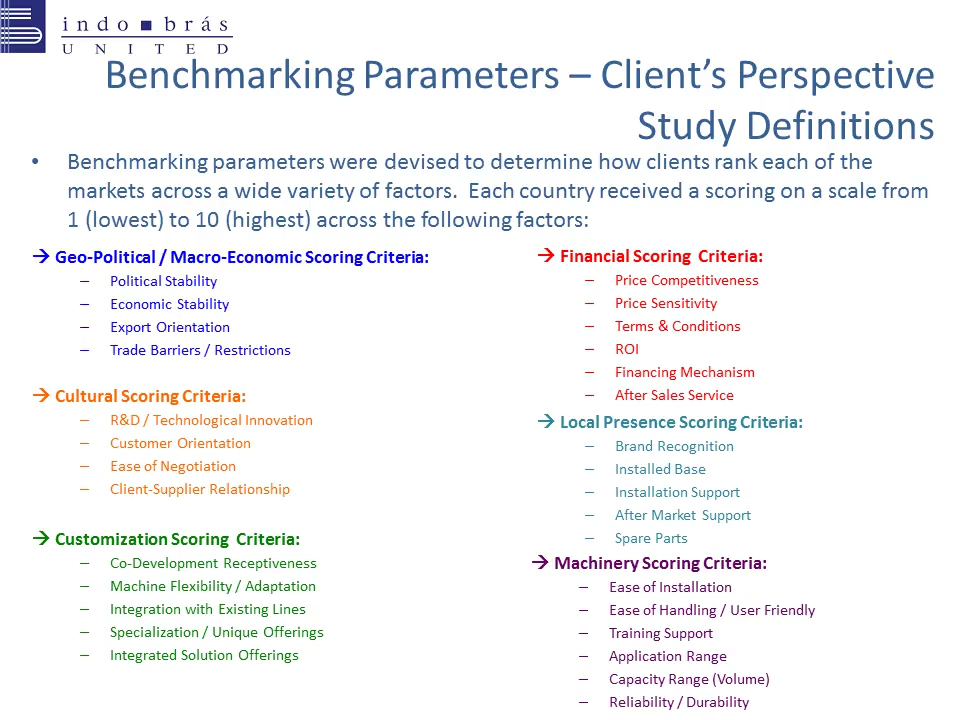 indo ■ brás
UNITED
Benchmarking Parameters – Client's Perspective
Study Definitions
• Benchmarking parameters were devised to determine how clients rank each of the
markets across a wide variety of factors.  Each country received a scoring on a scale from
1 (lowest) to 10 (highest) across the following factors:
→ Geo-Political / Macro-Economic Scoring Criteria:
– Political Stability
– Economic Stability
– Export Orientation
– Trade Barriers / Restrictions
→ Cultural Scoring Criteria:
– R&D / Technological Innovation
– Customer Orientation
– Ease of Negotiation
– Client-Supplier Relationship
→ Customization Scoring  Criteria:
– Co-Development Receptiveness
– Machine Flexibility / Adaptation
– Integration with Existing Lines
– Specialization / Unique Offerings
– Integrated Solution Offerings
→ Financial Scoring  Criteria:
– Price Competitiveness
– Price Sensitivity
– Terms & Conditions
– ROI
– Financing Mechanism
– After Sales Service
→ Local Presence Scoring Criteria:
– Brand Recognition
– Installed Base
– Installation Support
– After Market Support
– Spare Parts
→ Machinery Scoring Criteria:
– Ease of Installation
– Ease of Handling / User Friendly
– Training Support
– Application Range
– Capacity Range (Volume)
– Reliability / Durability